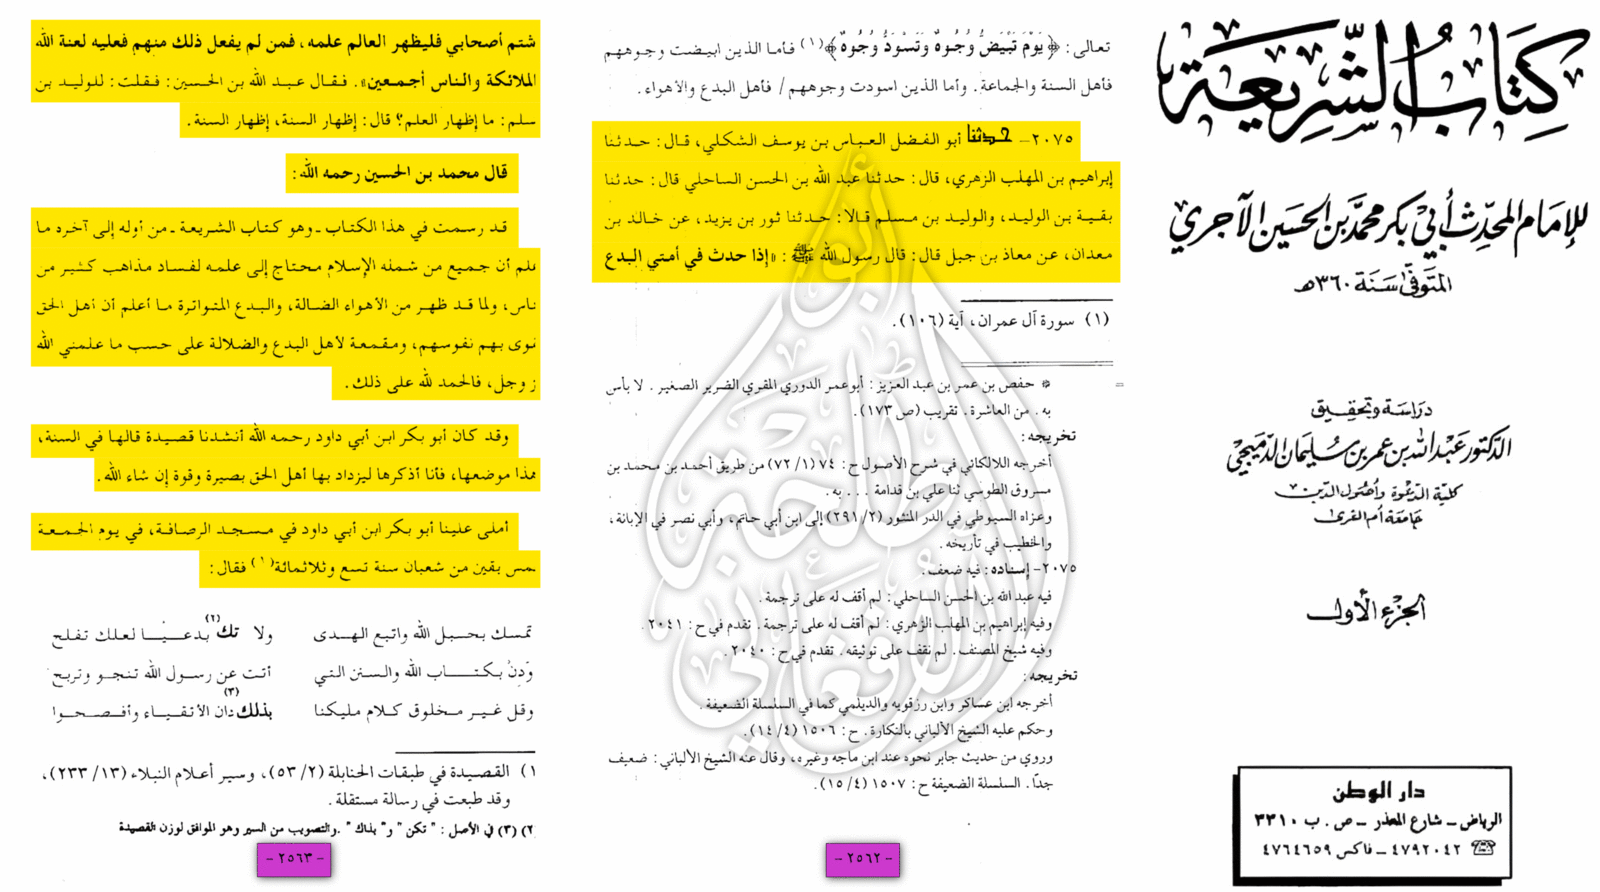 كتاب الشريعة
للإمام المحدث أبي بكر محمد بن الحسين الآجري
المتوفى سنة ٣٦٠هـ
دراسة وتحقيق
الدكتور عبد الله بن عمر بن سليمان الدميجي
كلية الدعوة وأصول الدين
جامعة أم القرى
الجزء الأول
دار الوطن
الرياض – شارع المعذر – ص . ب ٣٣١٠
☏ ٤٧٩٢٠٤٢ – فاكس ٤٧٦٤٦٥٩
تعالى : ﴿يَوْمَ تَبْيَضُّ وُجُوهٌ وَتَسْوَدُّ وُجُوهٌ﴾(١) فأما الذين ابيضت وجوههم
فأهل السنة والجماعة . وأما الذين اسودت وجوههم / فأهل البدع والأهواء .
٢٠٧٥– حدثنا أبو الفضل العباس بن يوسف الشكلي ، قال : حدثنا
إبراهيم بن المهلب الزهري ، قال : حدثنا عبد الله بن الحسن الساحلي قال : حدثنا
بقية بن الوليد ، والوليد بن مسلم قالا : حدثنا ثور بن يزيد ، عن خالد بن
معدان ، عن معاذ بن جبل قال : قال رسول الله ﷺ : «إذا حدث في أمتي البدع
(١) سورة آل عمران ، آية (١٠٦) .
* حفص بن عمر بن عبد العزيز : أبو عمر الدوري المقري الضرير الصغير . لا بأس
به . من العاشرة . تقريب (ص ١٧٣) .
تخريجه :
أخرجه اللالكائي في شرح الأصول ح : ٧٤ (٧٢/١) من طريق أحمد بن محمد بن
مسروق الطوسي ثنا علي بن قدامة . . . به .
وعزاه السيوطي في الدر المنثور (٢٩١/٢) إلى ابن أبي حاتم ، وأبي نصر في الإبانة ،
والخطيب في تأريخه .
٢٠٧٥– إسناده : فيه ضعف .
فيه عبد الله بن الحسن الساحلي : لم أقف له على ترجمة .
وفيه إبراهيم بن المهلب الزهري : لم أقف له على ترجمة . تقدم في ح : ٢٠٤١ .
وفيه شيخ المصنف . لم نقف على توثيقه . تقدم في ح : ٢٠٤٠ .
تخريجه :
أخرجه ابن عساكر وابن رزقويه والديلمي كما في السلسلة الضعيفة .
وحكم عليه الشيخ الألباني بالنكارة . ح : ١٥٠٦ (١٤/٤) .
وروي من حديث جابر نحوه عند ابن ماجه وغيره ، وقال عنه الشيخ الألباني : ضعيف
جدًا . السلسلة الضعيفة ح : ١٥٠٧ (١٥/٤) .
– ٢٥٦٢ –
شتم أصحابي فليظهر العالم علمه ، فمن لم يفعل ذلك منهم فعليه لعنة الله
الملائكة والناس أجمعين» . فقال عبد الله بن الحسين : فقلت : للوليد بن
سلم : ما إظهار العلم؟ قال : إظهار السنة ، إظهار السنة .
قال محمد بن الحسين رحمه الله :
قد رسمت في هذا الكتاب – وهو كتاب الشريعة – من أوله إلى آخره ما
علم أن جميع من شمله الإسلام محتاج إلى علمه لفساد مذاهب كثير من
ناس ، ولما قد ظهر من الأهواء الضالة ، والبدع المتواترة ما أعلم أن أهل الحق
قوى بهم نفوسهم ، ومقمعة لأهل البدع والضلالة على حسب ما علمني الله
ز وجل ، فالحمد لله على ذلك .
وقد كان أبو بكر ابن أبي داود رحمه الله أنشدنا قصيدة قالها في السنة ،
هذا موضعها ، فأنا أذكرها ليزداد بها أهل الحق بصيرة وقوة إن شاء الله .
أملى علينا أبو بكر ابن أبي داود في مسجد الرصافة ، في يوم الجمعة
لخمس بقين من شعبان سنة تسع وثلاثمائة(١) فقال :
تمسك بحبل الله واتبع الهدى ولا تك(٢) بدعيًا لعلك تفلح
ودنْ بكتاب الله والسنن التي أتت عن رسول الله تنجو وتربح
وقل غير مخلوق كلام مليكنا بذلك(٣) دان الأتقياء وأفصحوا
١) القصيدة في طبقات الحنابلة (٥٣/٢) ، وسير أعلام النبلاء (٢٣٣/١٣) ،
وقد طبعت في رسالة مستقلة .
٢) (٣) في الأصل : " تكن " و" بذاك " . والتصويب من السير وهو الموافق لوزن القصيدة
– ٢٥٦٣ –
أبو طلحة الأفغاني